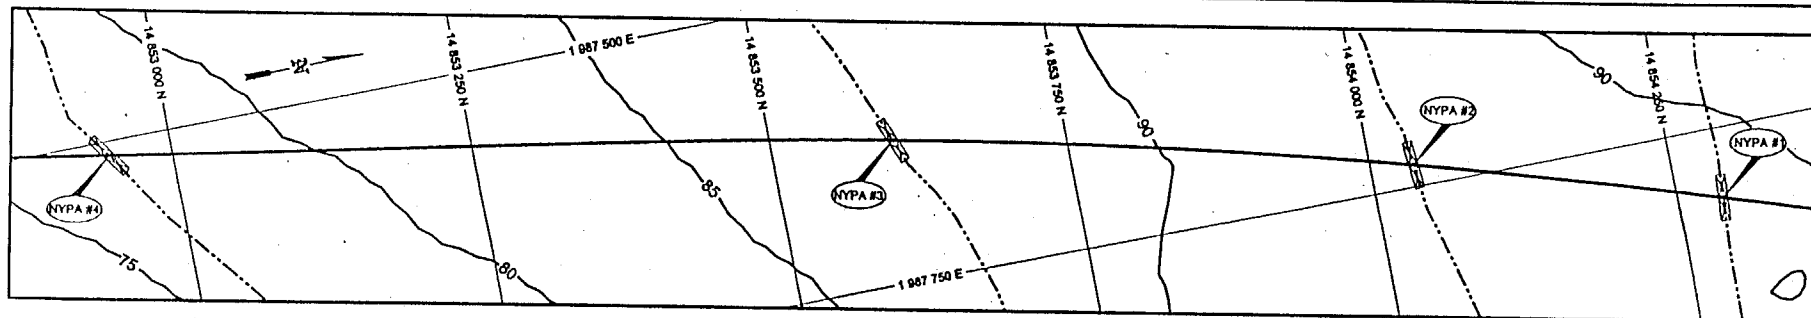 14 853 000 N
14 853 250 N
1 987 500 E
14 853 500 N
14 853 750 N
14 854 000 N
14 854 250 N
N
90
90
NYPA #2
NYPA #1
NYPA #3
NYPA #4
85
80
75
1 987 750 E